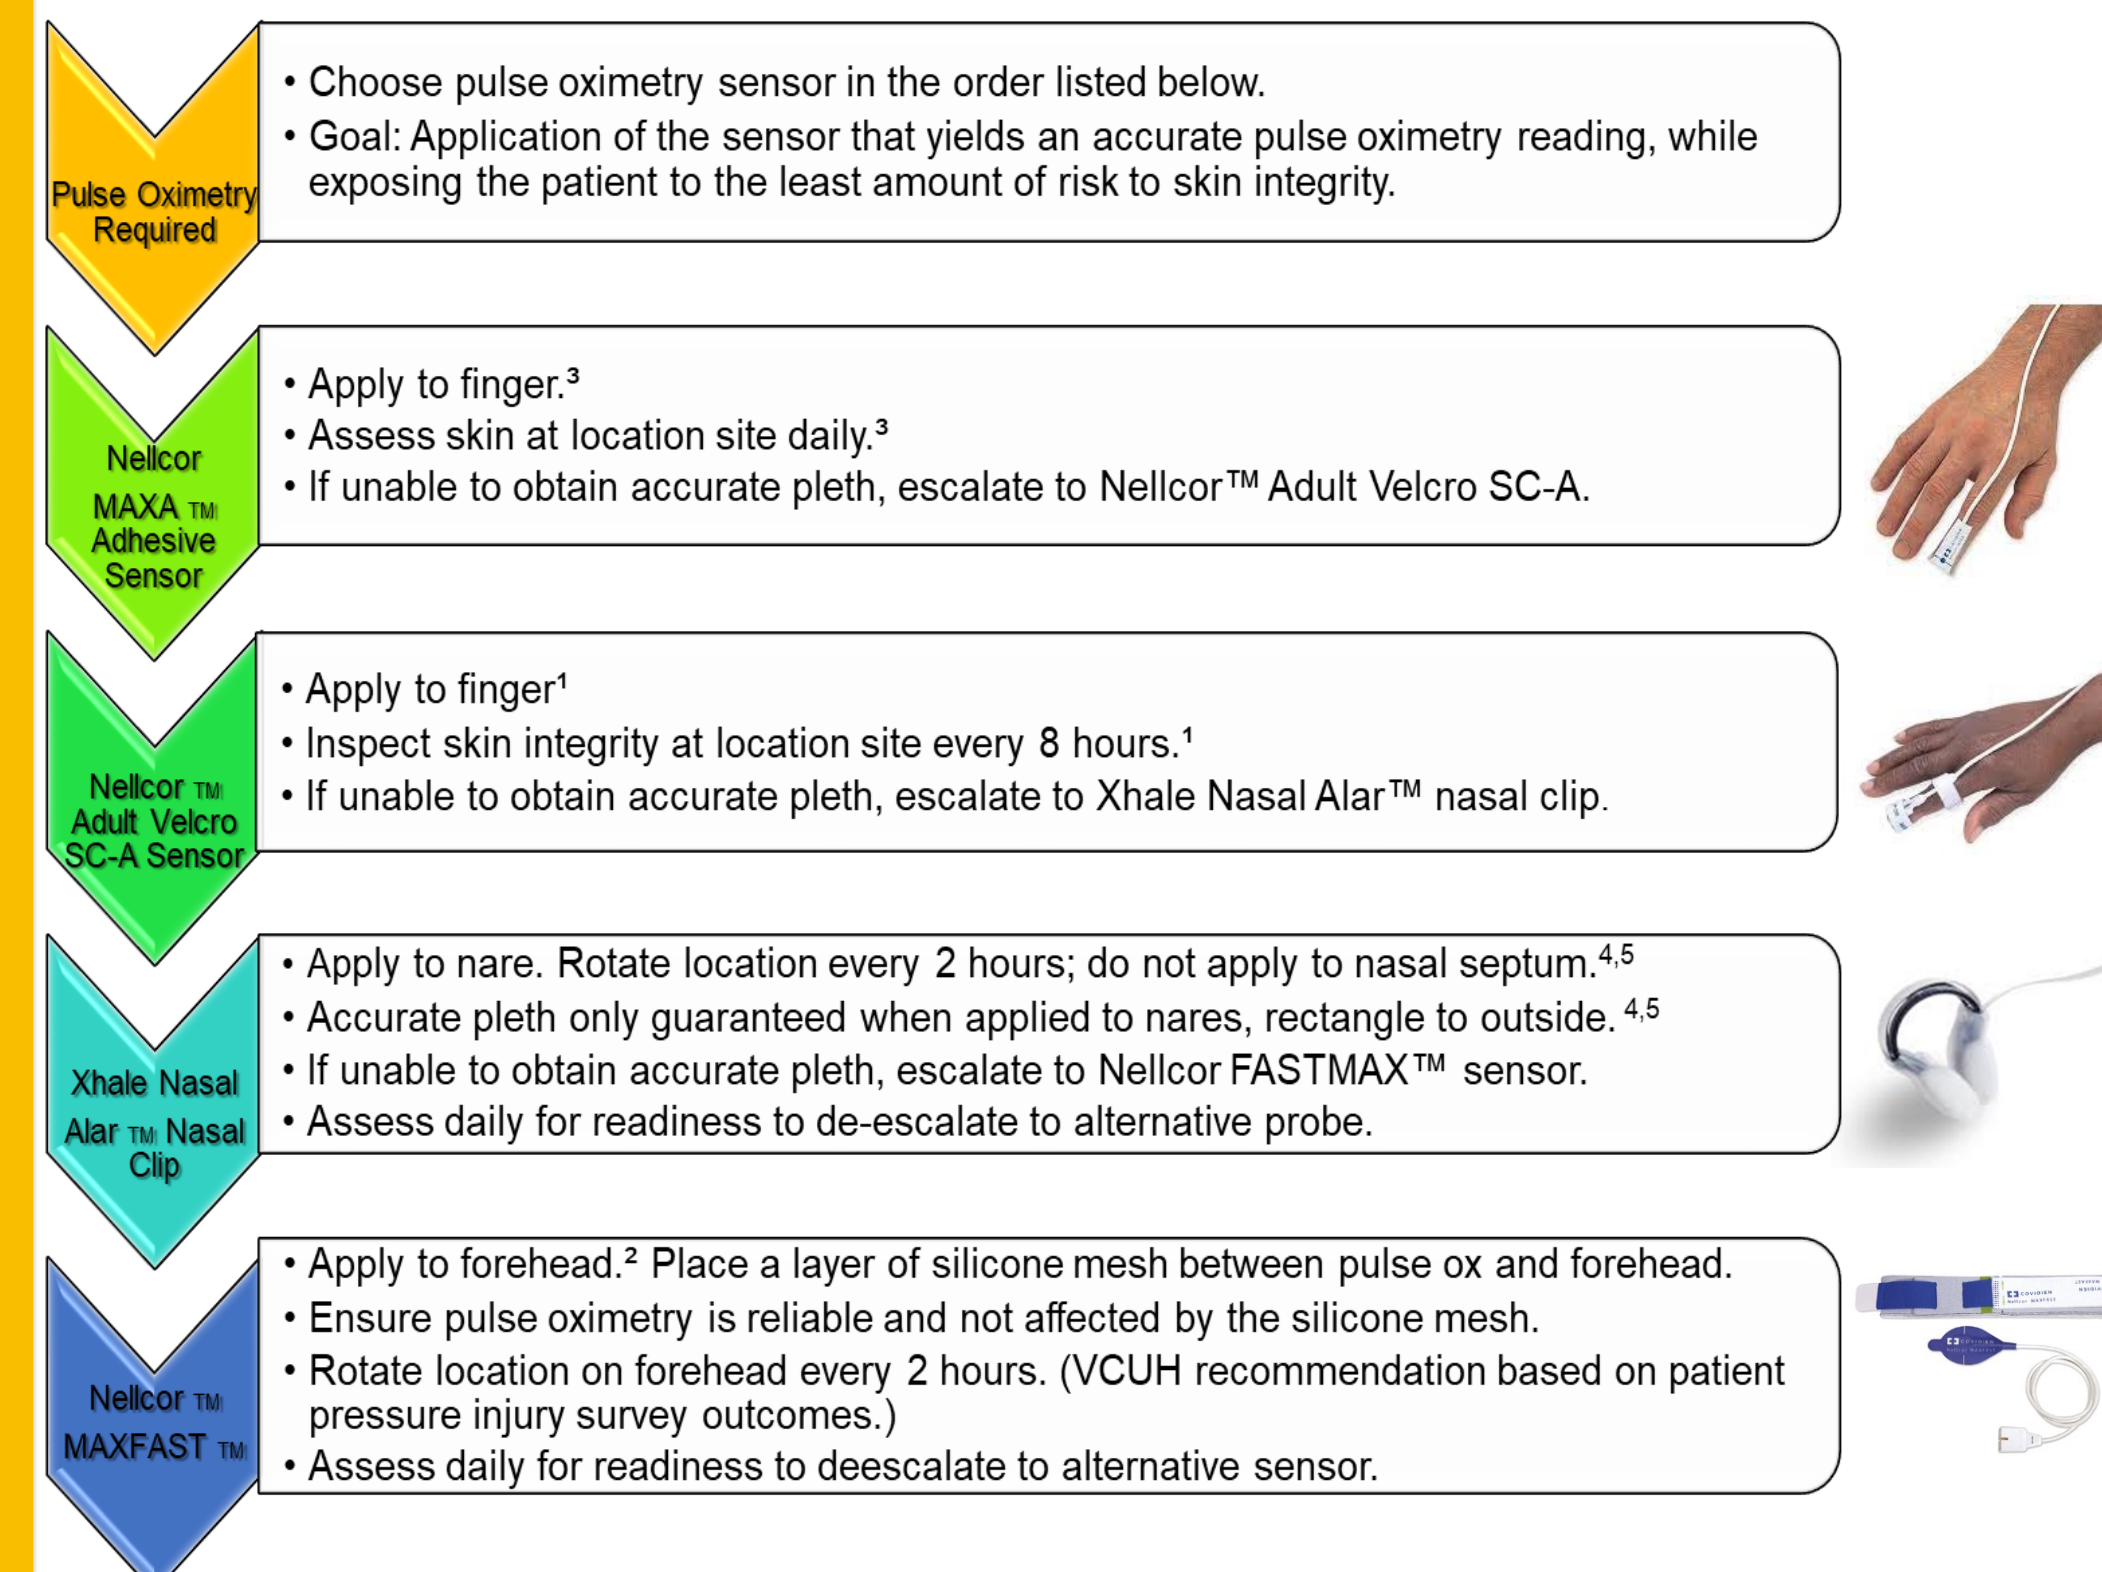 Pulse Oximetry
Required
• Choose pulse oximetry sensor in the order listed below.
• Goal: Application of the sensor that yields an accurate pulse oximetry reading, while
exposing the patient to the least amount of risk to skin integrity.
Nellcor
MAXA TM
Adhesive
Sensor
• Apply to finger.³
• Assess skin at location site daily.³
• If unable to obtain accurate pleth, escalate to Nellcor™ Adult Velcro SC-A.
Nellcor TM
Adult Velcro
SC-A Sensor
• Apply to finger¹
• Inspect skin integrity at location site every 8 hours.¹
• If unable to obtain accurate pleth, escalate to Xhale Nasal Alar™ nasal clip.
Xhale Nasal
Alar TM Nasal
Clip
• Apply to nare. Rotate location every 2 hours; do not apply to nasal septum.⁴,⁵
• Accurate pleth only guaranteed when applied to nares, rectangle to outside. ⁴,⁵
• If unable to obtain accurate pleth, escalate to Nellcor FASTMAX™ sensor.
• Assess daily for readiness to de-escalate to alternative probe.
Nellcor TM
MAXFAST TM
• Apply to forehead.² Place a layer of silicone mesh between pulse ox and forehead.
• Ensure pulse oximetry is reliable and not affected by the silicone mesh.
• Rotate location on forehead every 2 hours. (VCUH recommendation based on patient
pressure injury survey outcomes.)
• Assess daily for readiness to deescalate to alternative sensor.
COVIDIEN
COVIDIEN